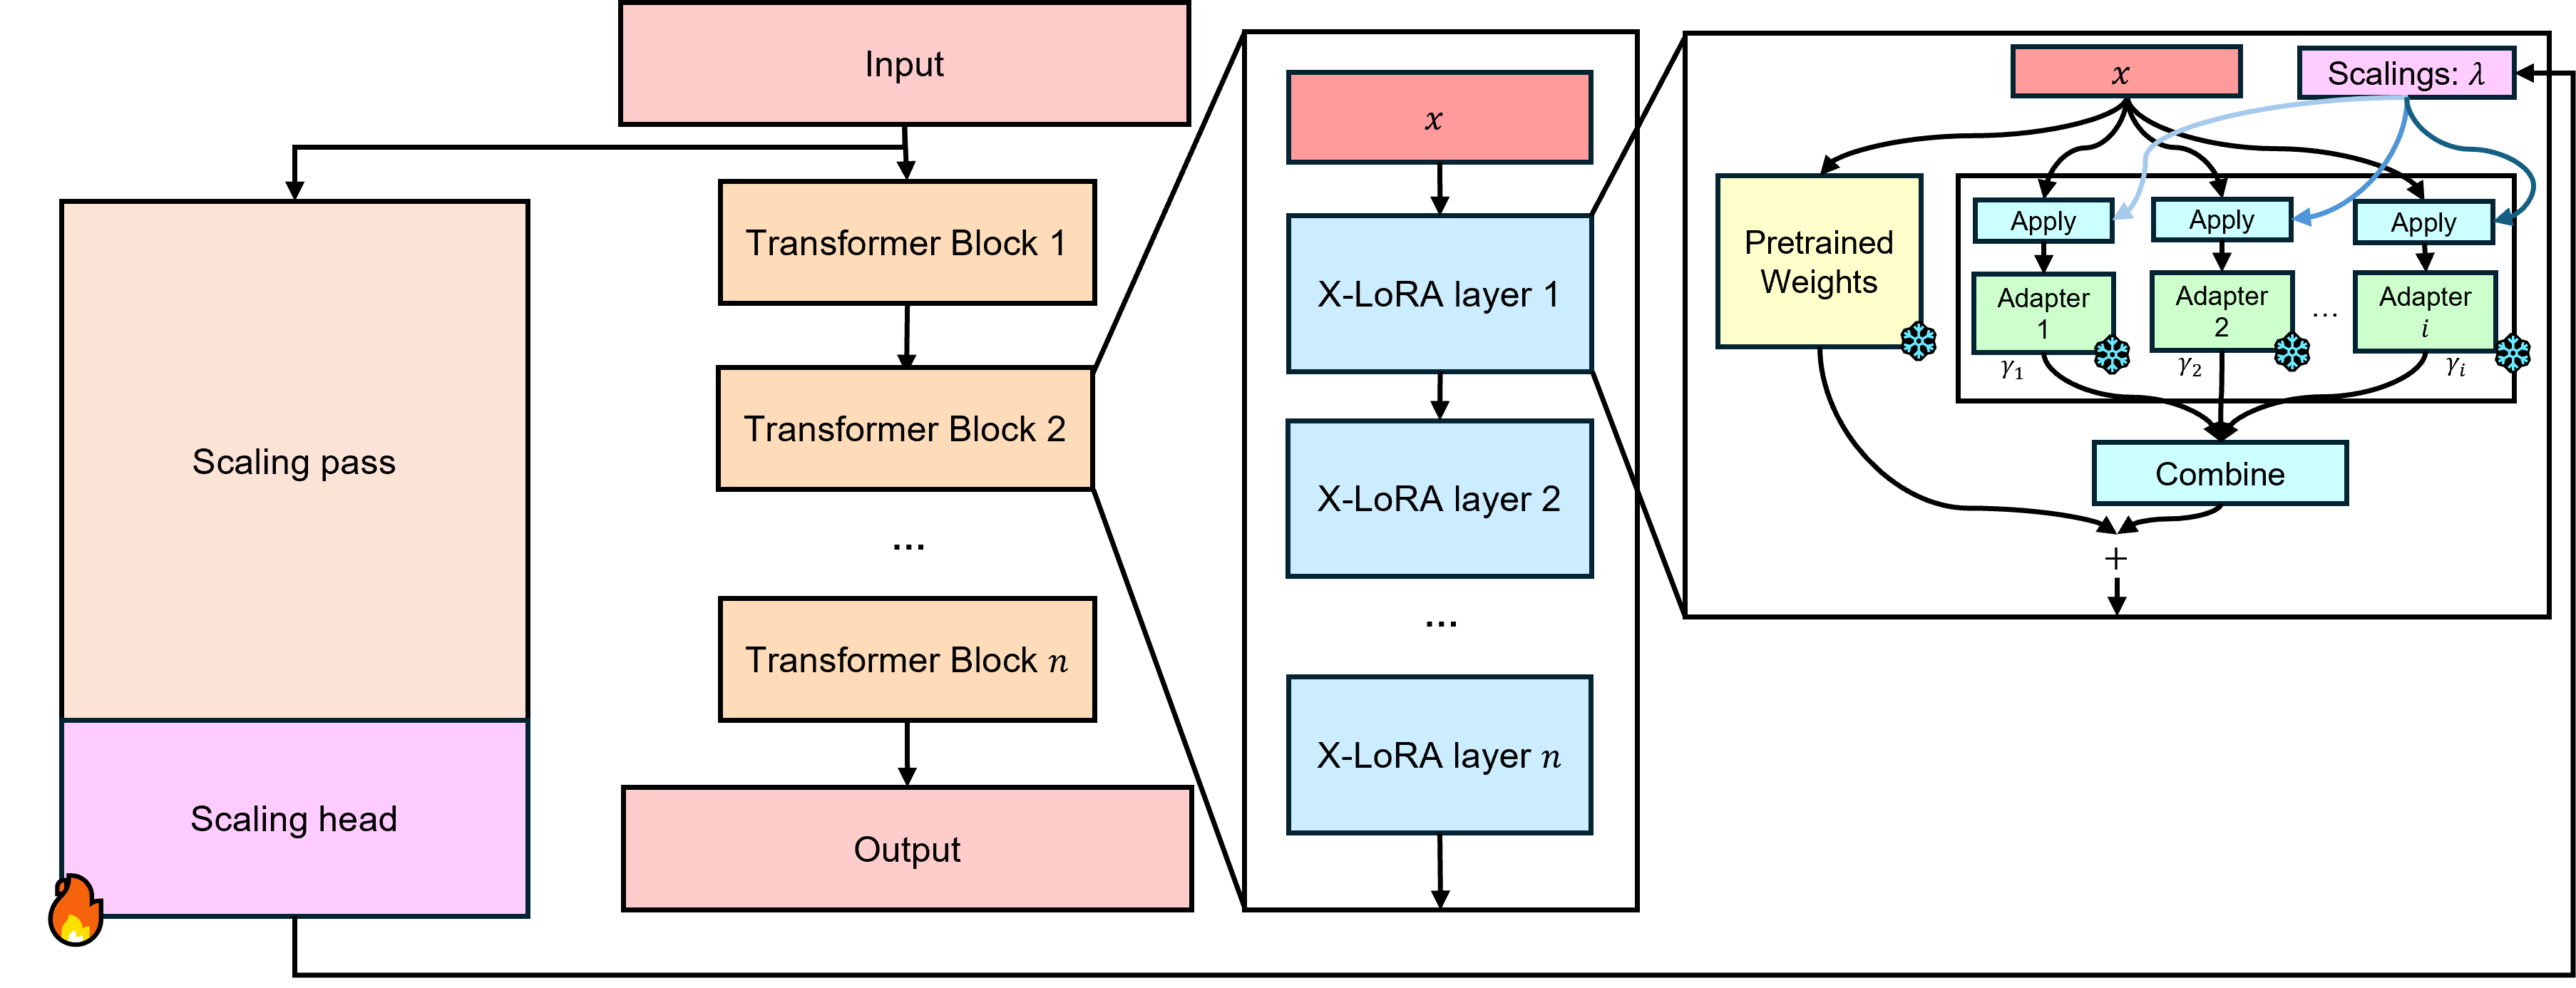 Input
Scaling pass
Scaling head
Transformer Block 1
Transformer Block 2
...
Transformer Block n
Output
x
X-LoRA layer 1
X-LoRA layer 2
...
X-LoRA layer n
x
Scalings: λ
Pretrained
Weights
Apply
Apply
Apply
Adapter
1
Adapter
2
...
Adapter
i
γ₁
γ₂
γᵢ
Combine
+